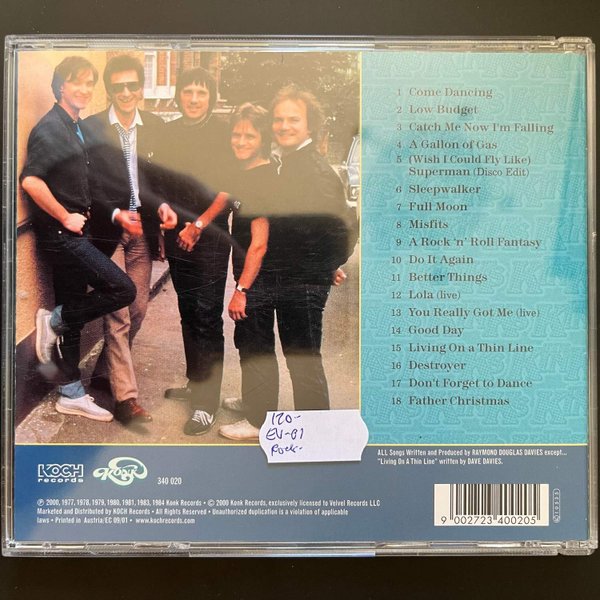 1 Come Dancing
2 Low Budget
3 Catch Me Now I'm Falling
4 A Gallon of Gas
5 (Wish I Could Fly Like)
Superman (Disco Edit)
6 Sleepwalker
7 Full Moon
8 Misfits
9 A Rock 'n' Roll Fantasy
10 Do It Again
11 Better Things
12 Lola (live)
13 You Really Got Me (live)
14 Good Day
15 Living On a Thin Line
16 Destroyer
17 Don't Forget to Dance
18 Father Christmas
120-
EV-01
Rock-
ALL Songs Written and Produced by RAYMOND DOUGLAS DAVIES except...
"Living On A Thin Line" written by DAVE DAVIES.
KOCH
records
Konk
340 020
℗ 2000, 1977, 1978, 1979, 1980, 1981, 1983, 1984 Konk Records • © 2000 Konk Records, exclusively licensed to Velvel Records LLC
Marketed and Distributed by KOCH Records • All Rights Reserved • Unauthorized duplication is a violation of applicable
laws • Printed in Austria/EC 09/01 • www.kochrecords.com
9 002723 400205